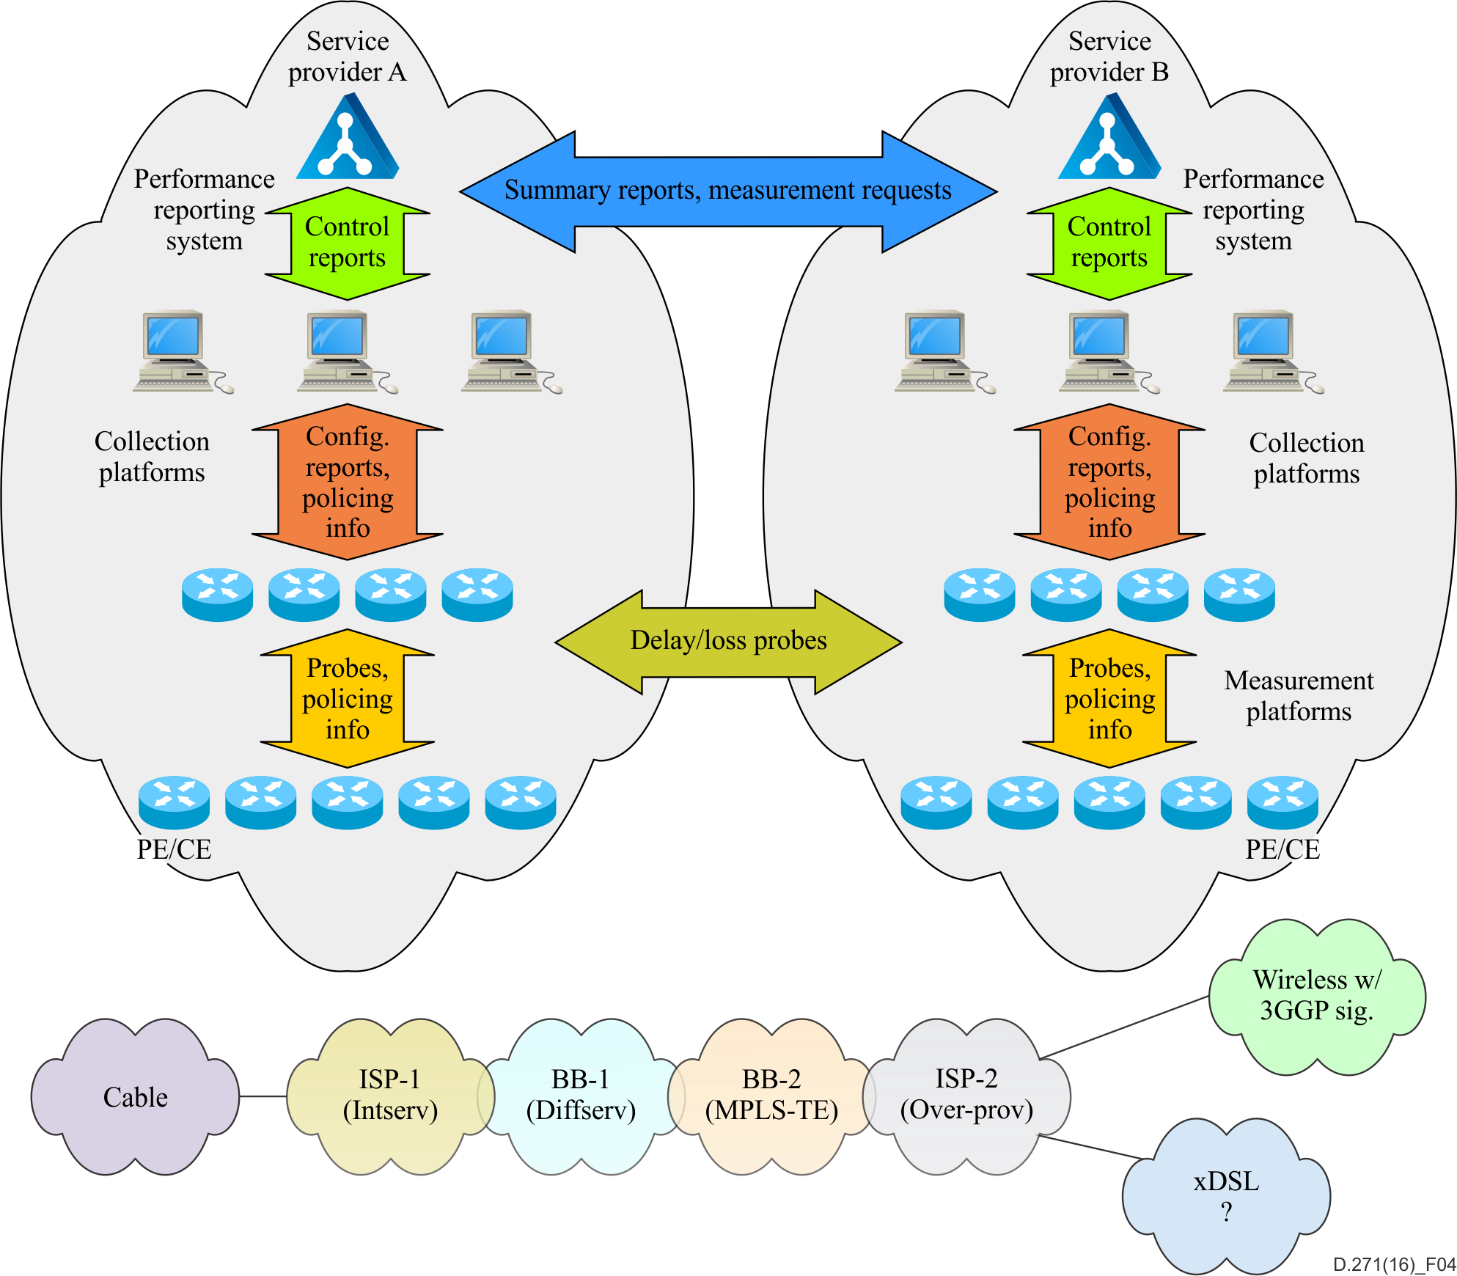 Service
provider A
Service
provider B
Performance
reporting
system
Control
reports
Summary reports, measurement requests
Control
reports
Performance
reporting
system
Collection
platforms
Config.
reports,
policing
info
Config.
reports,
policing
info
Collection
platforms
Probes,
policing
info
Delay/loss probes
Probes,
policing
info
Measurement
platforms
PE/CE
PE/CE
Wireless w/
3GGP sig.
Cable
ISP-1
(Intserv)
BB-1
(Diffserv)
BB-2
(MPLS-TE)
ISP-2
(Over-prov)
xDSL
?
D.271(16)_F04